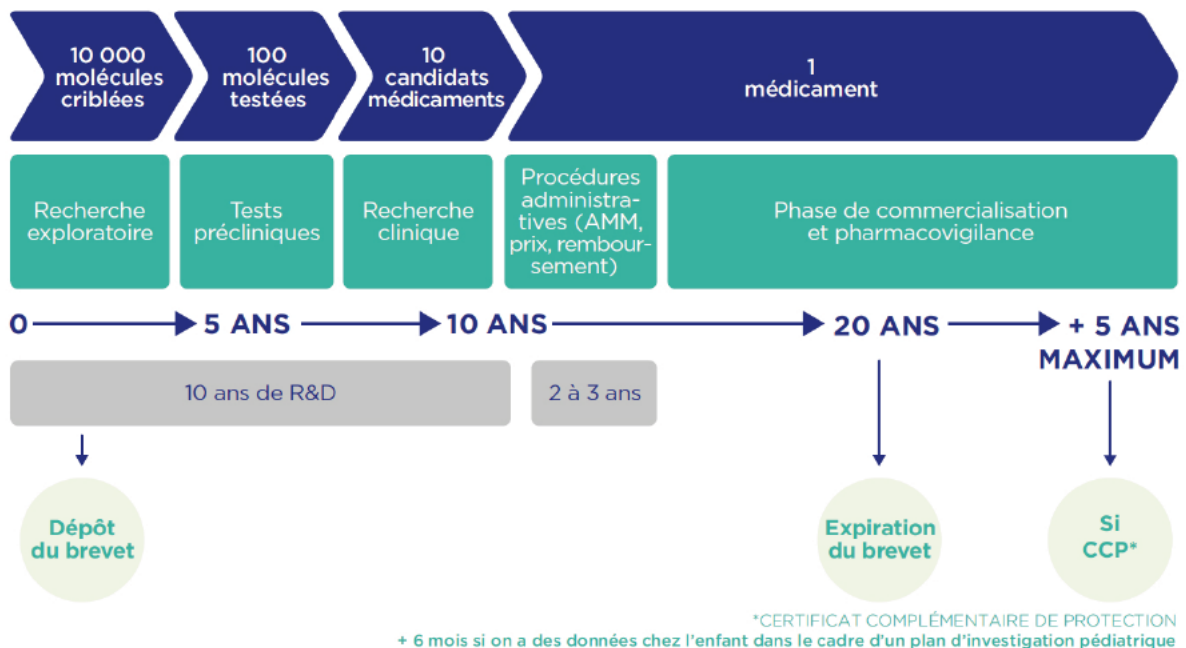 10 000
molécules
criblées
100
molécules
testées
10
candidats
médicaments
1
médicament
Recherche
exploratoire
Tests
précliniques
Recherche
clinique
Procédures
administra-
tives (AMM,
prix, rembour-
sement)
Phase de commercialisation
et pharmacovigilance
0
5 ANS
10 ANS
20 ANS
+ 5 ANS
MAXIMUM
10 ans de R&D
2 à 3 ans
Dépôt
du brevet
Expiration
du brevet
Si
CCP*
*CERTIFICAT COMPLÉMENTAIRE DE PROTECTION
+ 6 mois si on a des données chez l'enfant dans le cadre d'un plan d'investigation pédiatrique